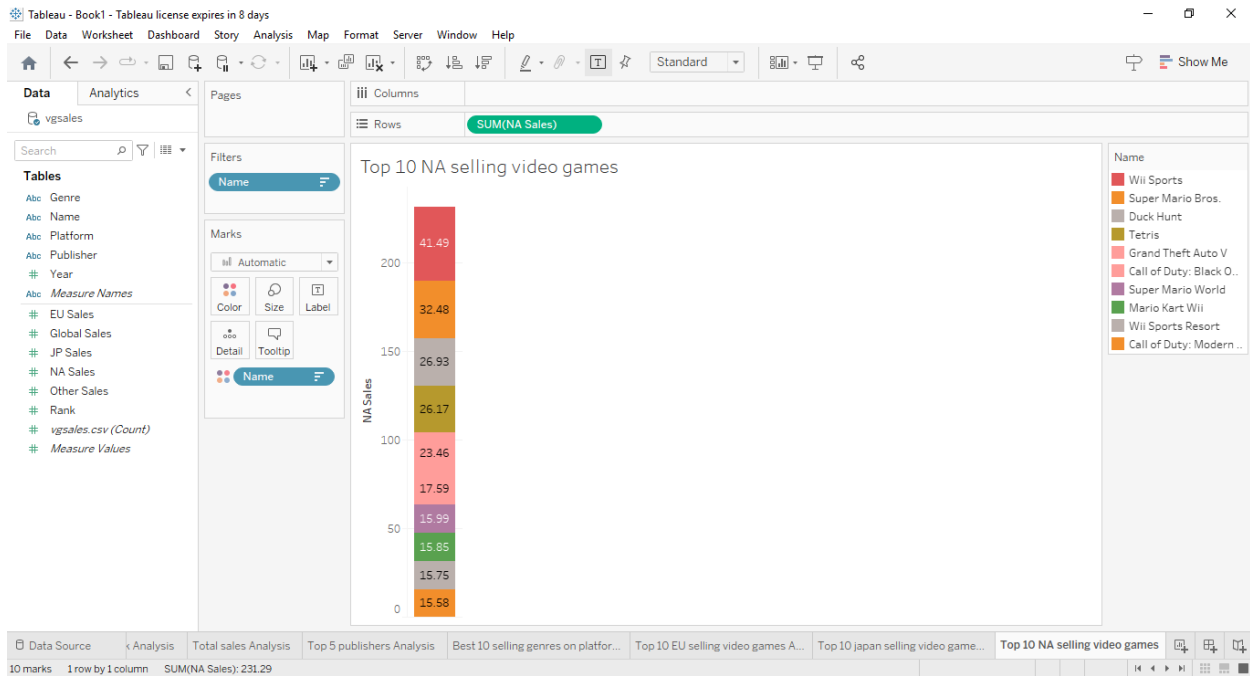 Tableau - Book1 - Tableau license expires in 8 days
File Data Worksheet Dashboard Story Analysis Map Format Server Window Help
Standard
Show Me
Data Analytics
vgsales
Search
Tables
Abc Genre
Abc Name
Abc Platform
Abc Publisher
# Year
Abc Measure Names
# EU Sales
# Global Sales
# JP Sales
# NA Sales
# Other Sales
# Rank
# vgsales.csv (Count)
# Measure Values
Pages
Filters
Name
Marks
Automatic
Color Size Label
Detail Tooltip
Name
Columns
Rows SUM(NA Sales)
Top 10 NA selling video games
NA Sales
200
150
100
50
0
41.49
32.48
26.93
26.17
23.46
17.59
15.99
15.85
15.75
15.58
Name
Wii Sports
Super Mario Bros.
Duck Hunt
Tetris
Grand Theft Auto V
Call of Duty: Black O..
Super Mario World
Mario Kart Wii
Wii Sports Resort
Call of Duty: Modern ..
Data Source ‹ Analysis Total sales Analysis Top 5 publishers Analysis Best 10 selling genres on platfor... Top 10 EU selling video games A... Top 10 japan selling video game... Top 10 NA selling video games
10 marks 1 row by 1 column SUM(NA Sales): 231.29